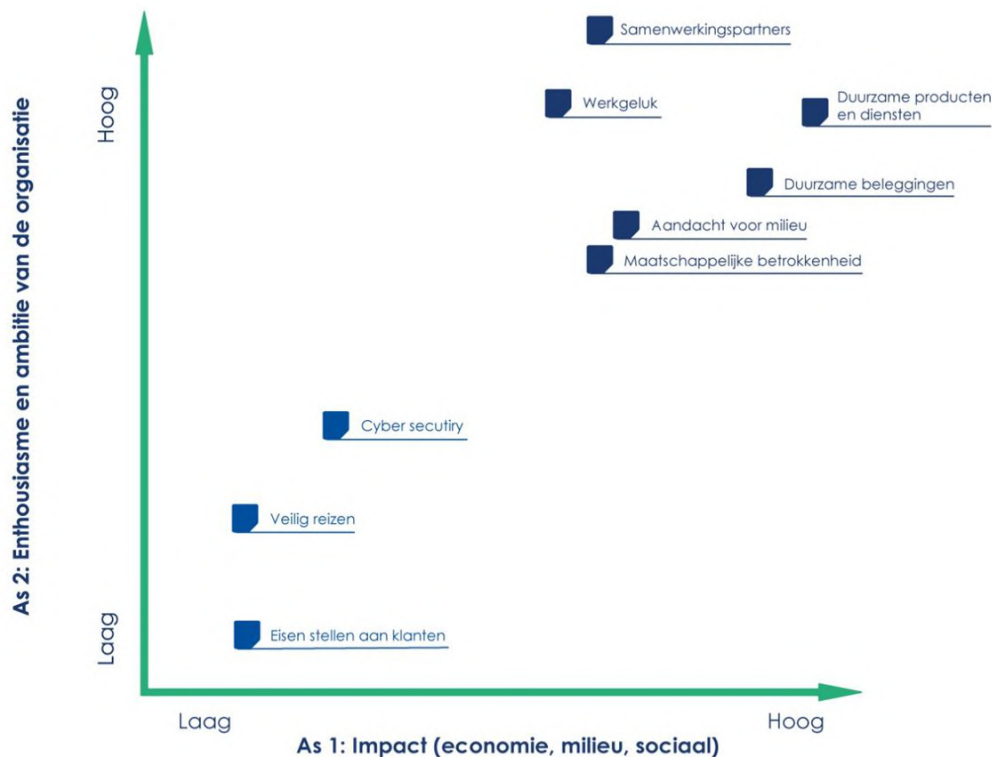 Samenwerkingspartners
Werkgeluk
Duurzame producten
en diensten
Duurzame beleggingen
Aandacht voor milieu
Maatschappelijke betrokkenheid
Cyber secutiry
Veilig reizen
Eisen stellen aan klanten
As 2: Enthousiasme en ambitie van de organisatie
Hoog
Laag
Laag
Hoog
As 1: Impact (economie, milieu, sociaal)